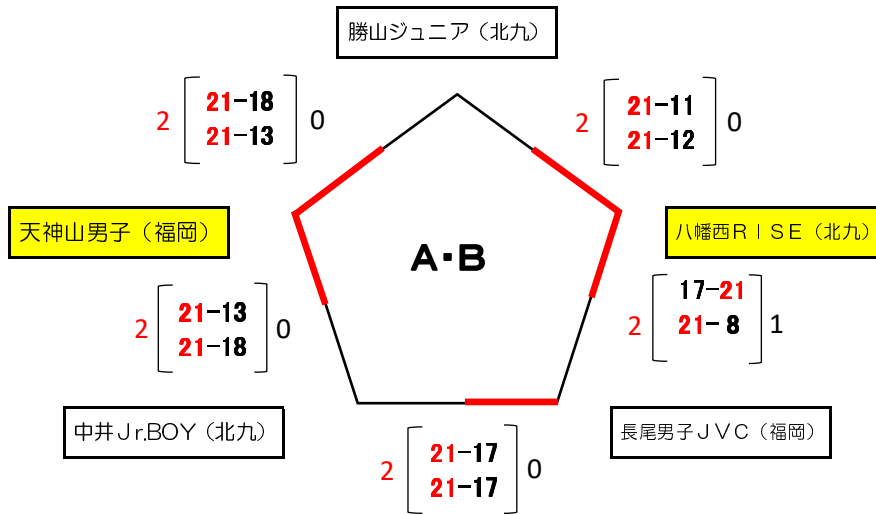 勝山ジュニア（北九）
2 21-18 0
21-13
2 21-11 0
21-12
天神山男子（福岡）
八幡西ＲＩＳＥ（北九）
A・B
2 21-13 0
21-18
2 17-21 1
21- 8
中井Ｊr.BOY（北九）
長尾男子ＪＶＣ（福岡）
2 21-17 0
21-17